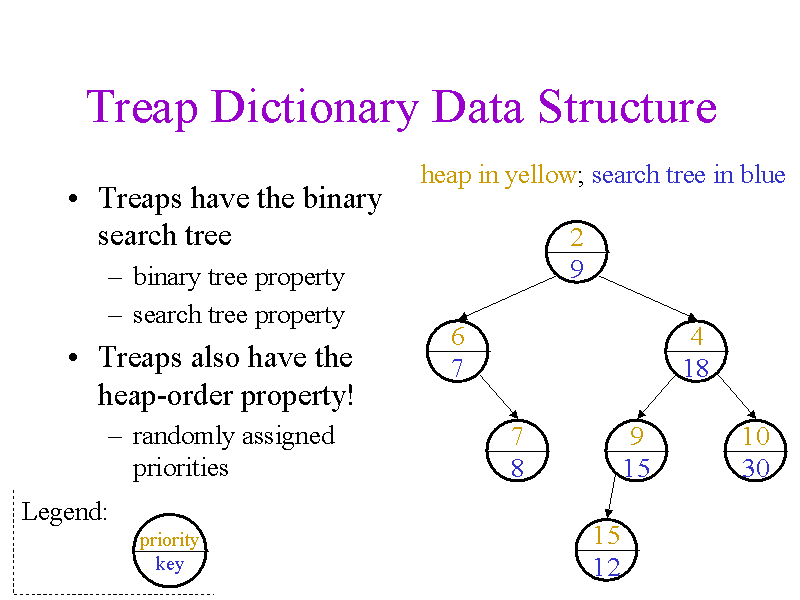 Treap Dictionary Data Structure
heap in yellow; search tree in blue
• Treaps have the binary
search tree
– binary tree property
– search tree property
• Treaps also have the
heap-order property!
– randomly assigned
priorities
Legend:
priority
key
2
9
6
7
4
18
7
8
9
15
10
30
15
12